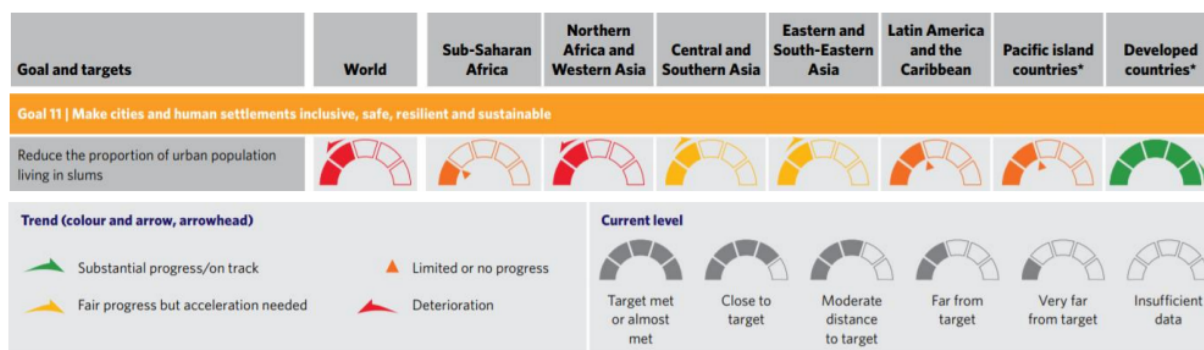 Goal and targets
World
Sub-Saharan
Africa
Northern
Africa and
Western Asia
Central and
Southern Asia
Eastern and
South-Eastern
Asia
Latin America
and the
Caribbean
Pacific island
countries*
Developed
countries*
Goal 11 | Make cities and human settlements inclusive, safe, resilient and sustainable
Reduce the proportion of urban population
living in slums
Trend (colour and arrow, arrowhead)
Substantial progress/on track
Limited or no progress
Fair progress but acceleration needed
Deterioration
Current level
Target met
or almost
met
Close to
target
Moderate
distance
to target
Far from
target
Very far
from target
Insufficient
data